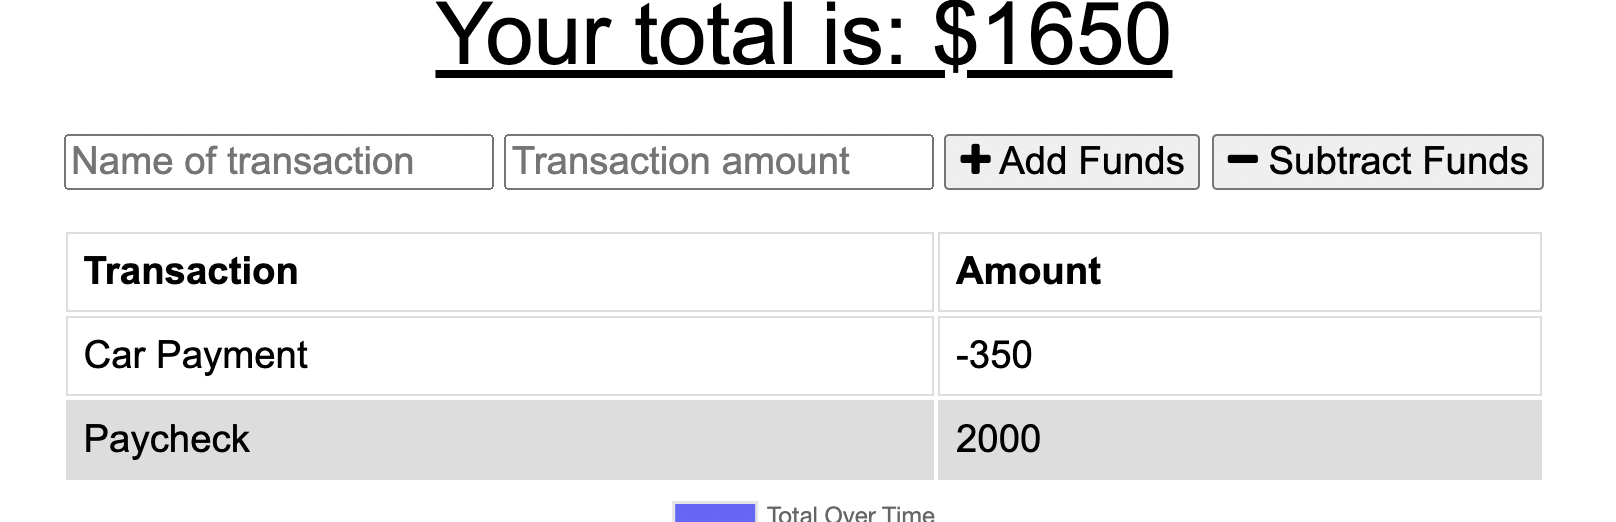 Your total is: $1650
Name of transaction Transaction amount Add Funds Subtract Funds
Transaction Amount
Car Payment -350
Paycheck 2000
Total Over Time